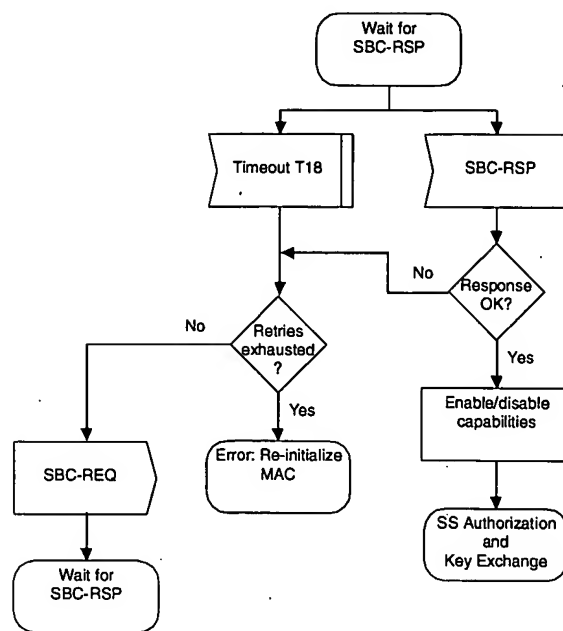 Wait for
SBC-RSP
Timeout T18
SBC-RSP
No
Response
OK?
No
Retries
exhausted
?
Yes
Yes
Enable/disable
capabilities
SBC-REQ
Error: Re-initialize
MAC
SS Authorization
and
Key Exchange
Wait for
SBC-RSP